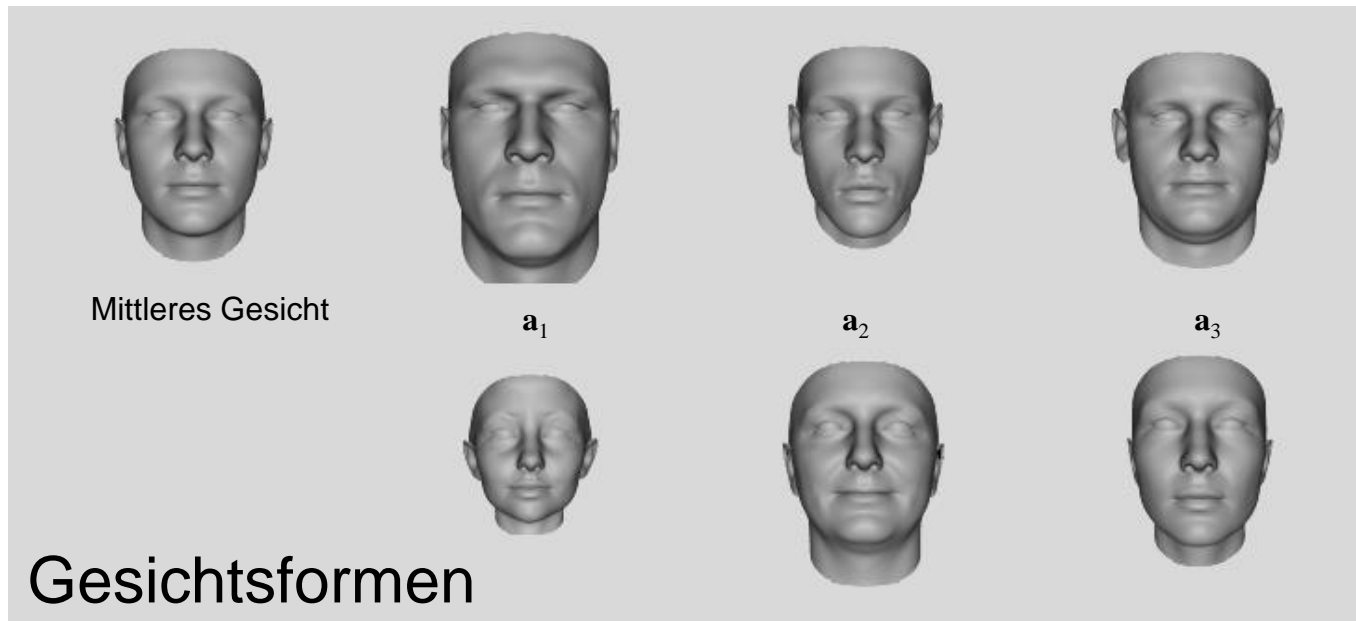 Mittleres Gesicht
a₁ a₂ a₃
Gesichtsformen